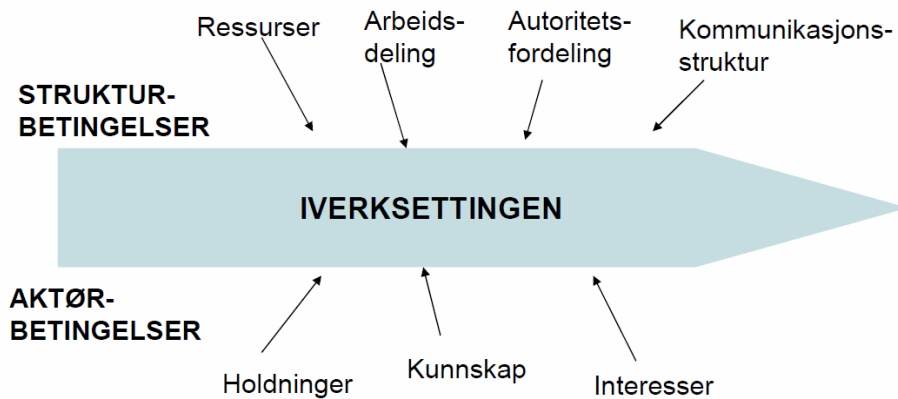 Ressurser
Arbeids-
deling
Autoritets-
fordeling
Kommunikasjons-
struktur
STRUKTUR-
BETINGELSER
IVERKSETTINGEN
AKTØR-
BETINGELSER
Holdninger
Kunnskap
Interesser